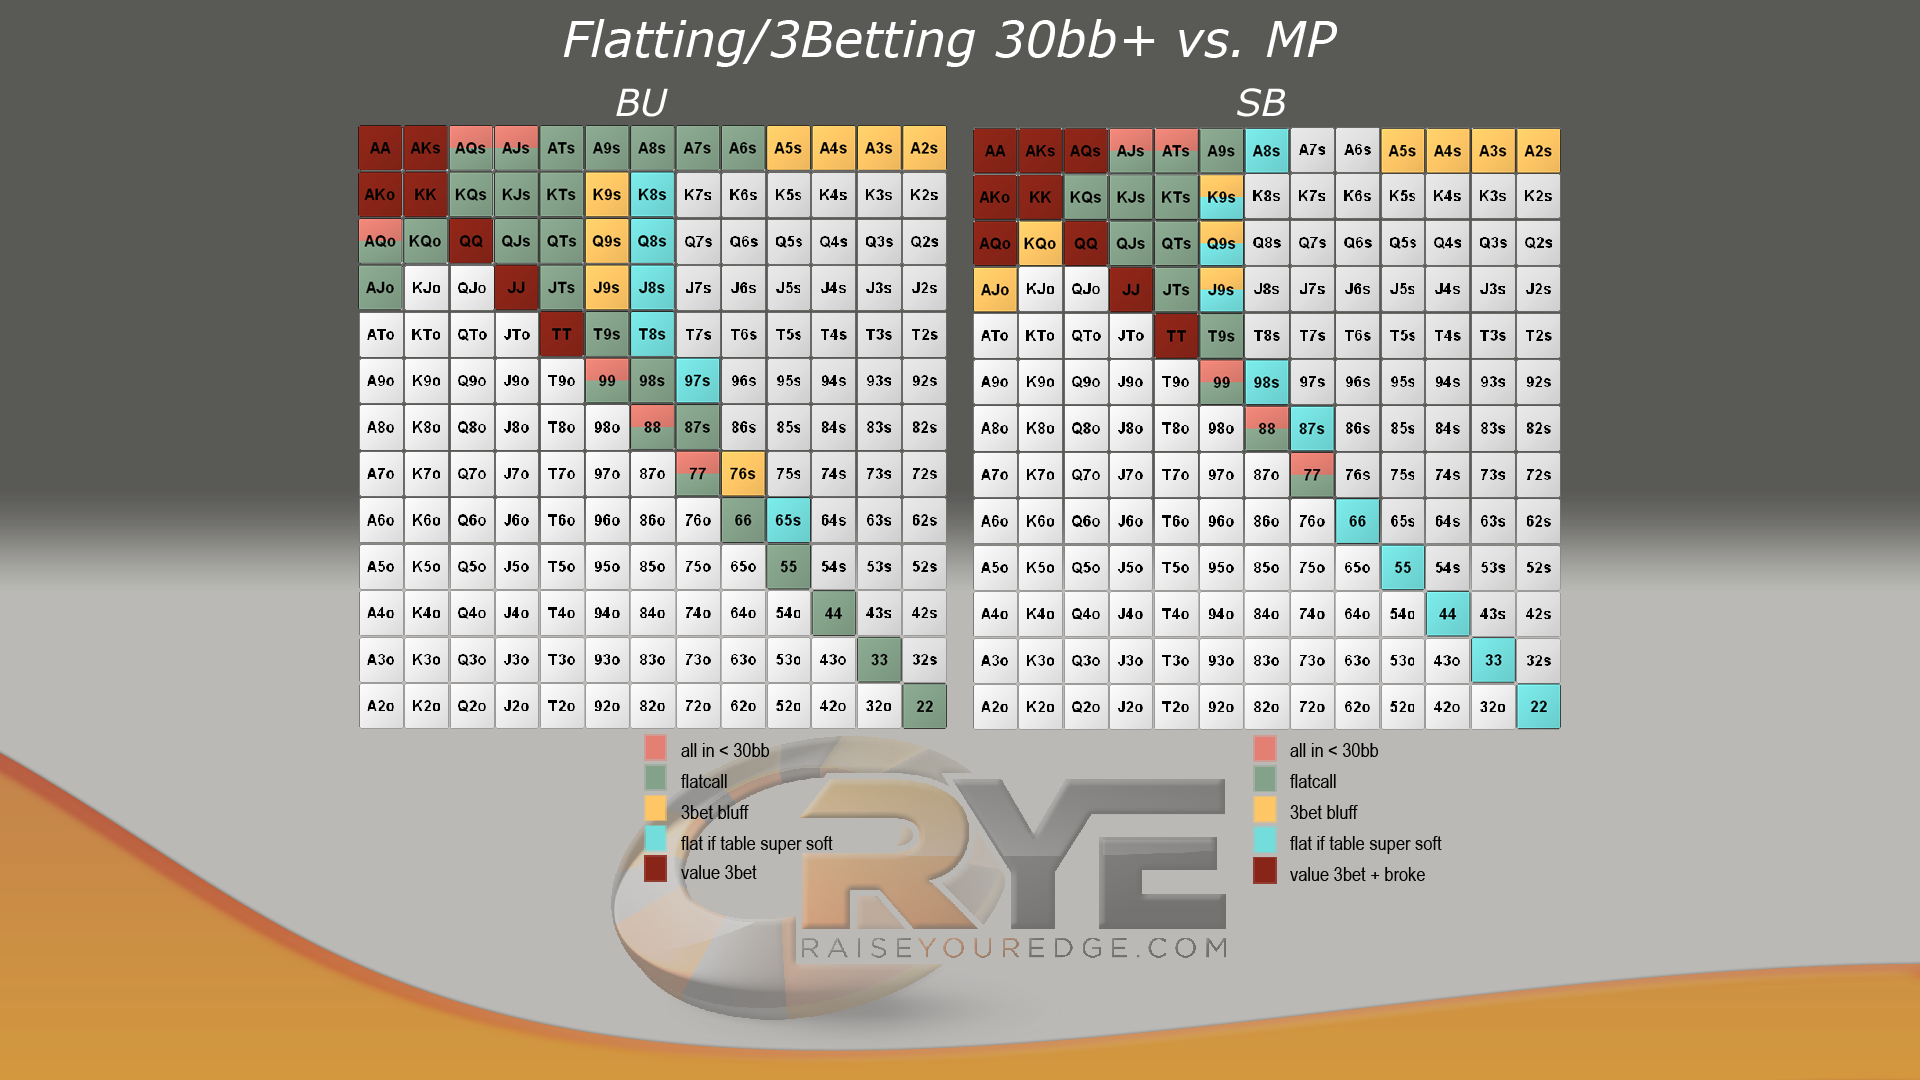 Flatting/3Betting 30bb+ vs. MP
BU
AA AKs AQs AJs ATs A9s A8s A7s A6s A5s A4s A3s A2s
AKo KK KQs KJs KTs K9s K8s K7s K6s K5s K4s K3s K2s
AQo KQo QQ QJs QTs Q9s Q8s Q7s Q6s Q5s Q4s Q3s Q2s
AJo KJo QJo JJ JTs J9s J8s J7s J6s J5s J4s J3s J2s
ATo KTo QTo JTo TT T9s T8s T7s T6s T5s T4s T3s T2s
A9o K9o Q9o J9o T9o 99 98s 97s 96s 95s 94s 93s 92s
A8o K8o Q8o J8o T8o 98o 88 87s 86s 85s 84s 83s 82s
A7o K7o Q7o J7o T7o 97o 87o 77 76s 75s 74s 73s 72s
A6o K6o Q6o J6o T6o 96o 86o 76o 66 65s 64s 63s 62s
A5o K5o Q5o J5o T5o 95o 85o 75o 65o 55 54s 53s 52s
A4o K4o Q4o J4o T4o 94o 84o 74o 64o 54o 44 43s 42s
A3o K3o Q3o J3o T3o 93o 83o 73o 63o 53o 43o 33 32s
A2o K2o Q2o J2o T2o 92o 82o 72o 62o 52o 42o 32o 22
all in < 30bb
flatcall
3bet bluff
flat if table super soft
value 3bet
SB
AA AKs AQs AJs ATs A9s A8s A7s A6s A5s A4s A3s A2s
AKo KK KQs KJs KTs K9s K8s K7s K6s K5s K4s K3s K2s
AQo KQo QQ QJs QTs Q9s Q8s Q7s Q6s Q5s Q4s Q3s Q2s
AJo KJo QJo JJ JTs J9s J8s J7s J6s J5s J4s J3s J2s
ATo KTo QTo JTo TT T9s T8s T7s T6s T5s T4s T3s T2s
A9o K9o Q9o J9o T9o 99 98s 97s 96s 95s 94s 93s 92s
A8o K8o Q8o J8o T8o 98o 88 87s 86s 85s 84s 83s 82s
A7o K7o Q7o J7o T7o 97o 87o 77 76s 75s 74s 73s 72s
A6o K6o Q6o J6o T6o 96o 86o 76o 66 65s 64s 63s 62s
A5o K5o Q5o J5o T5o 95o 85o 75o 65o 55 54s 53s 52s
A4o K4o Q4o J4o T4o 94o 84o 74o 64o 54o 44 43s 42s
A3o K3o Q3o J3o T3o 93o 83o 73o 63o 53o 43o 33 32s
A2o K2o Q2o J2o T2o 92o 82o 72o 62o 52o 42o 32o 22
all in < 30bb
flatcall
3bet bluff
flat if table super soft
value 3bet + broke
RYE
RAISEYOUREDGE.COM